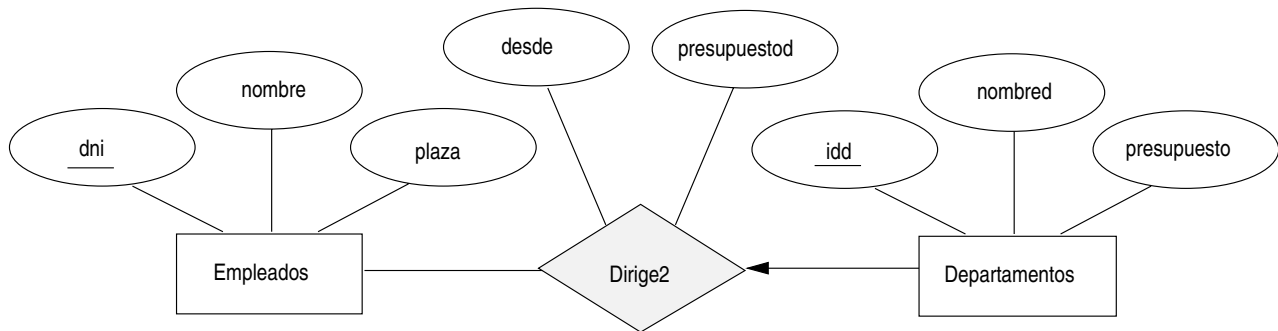 desde
presupuestod
nombre
nombred
dni
plaza
idd
presupuesto
Empleados
Dirige2
Departamentos